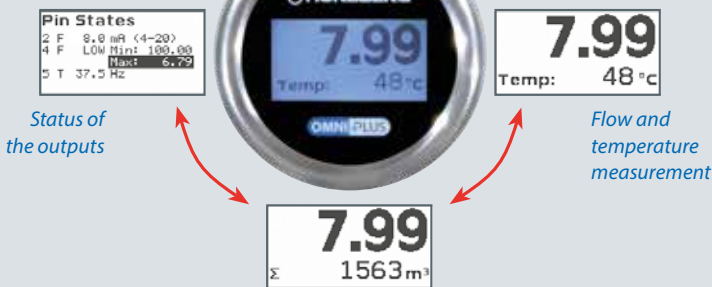 Pin States
2 F 8.0 mA (4-20)
4 F LOW Min: 100.00
Max: 6.79
5 T 37.5 Hz
Status of
the outputs
7.99
Temp: 48°C
OMNI PLUS
7.99
Temp: 48°C
Flow and
temperature
measurement
7.99
Σ 1563 m³